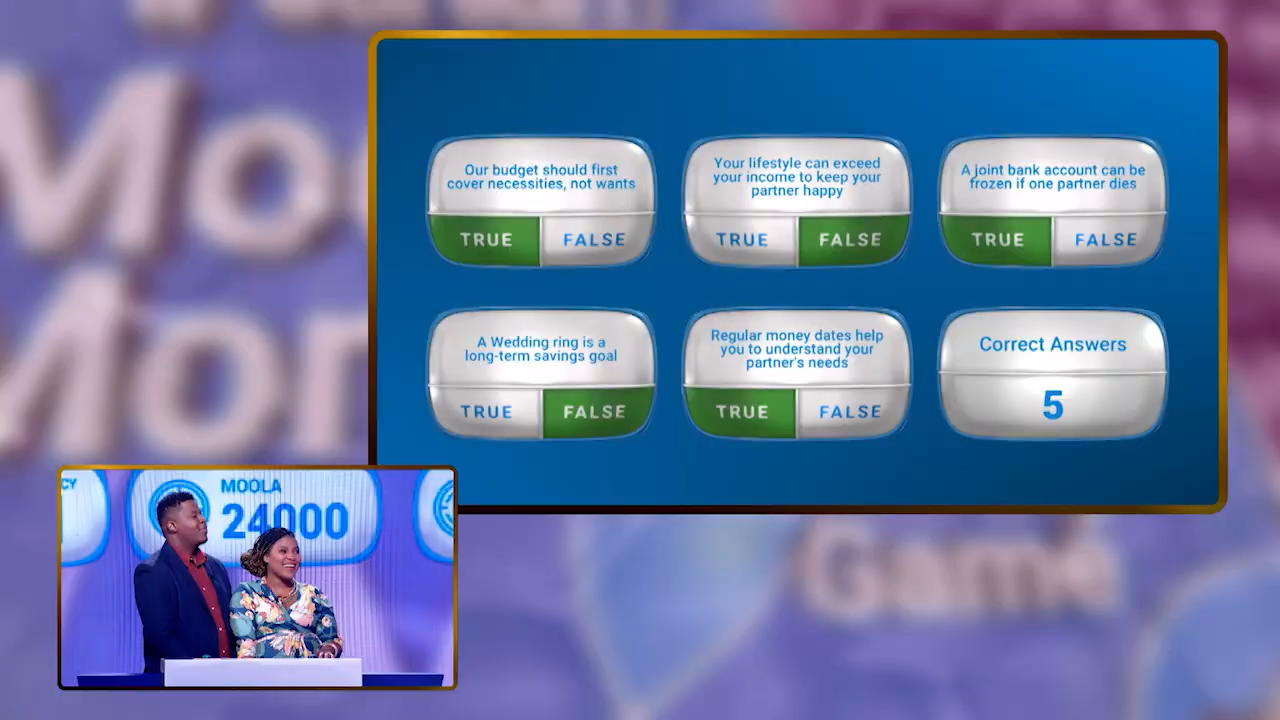 Our budget should first
cover necessities, not wants
TRUE FALSE
Your lifestyle can exceed
your income to keep your
partner happy
TRUE FALSE
A joint bank account can be
frozen if one partner dies
TRUE FALSE
A Wedding ring is a
long-term savings goal
TRUE FALSE
Regular money dates help
you to understand your
partner's needs
TRUE FALSE
Correct Answers
5
CY
MOOLA
24000
Game